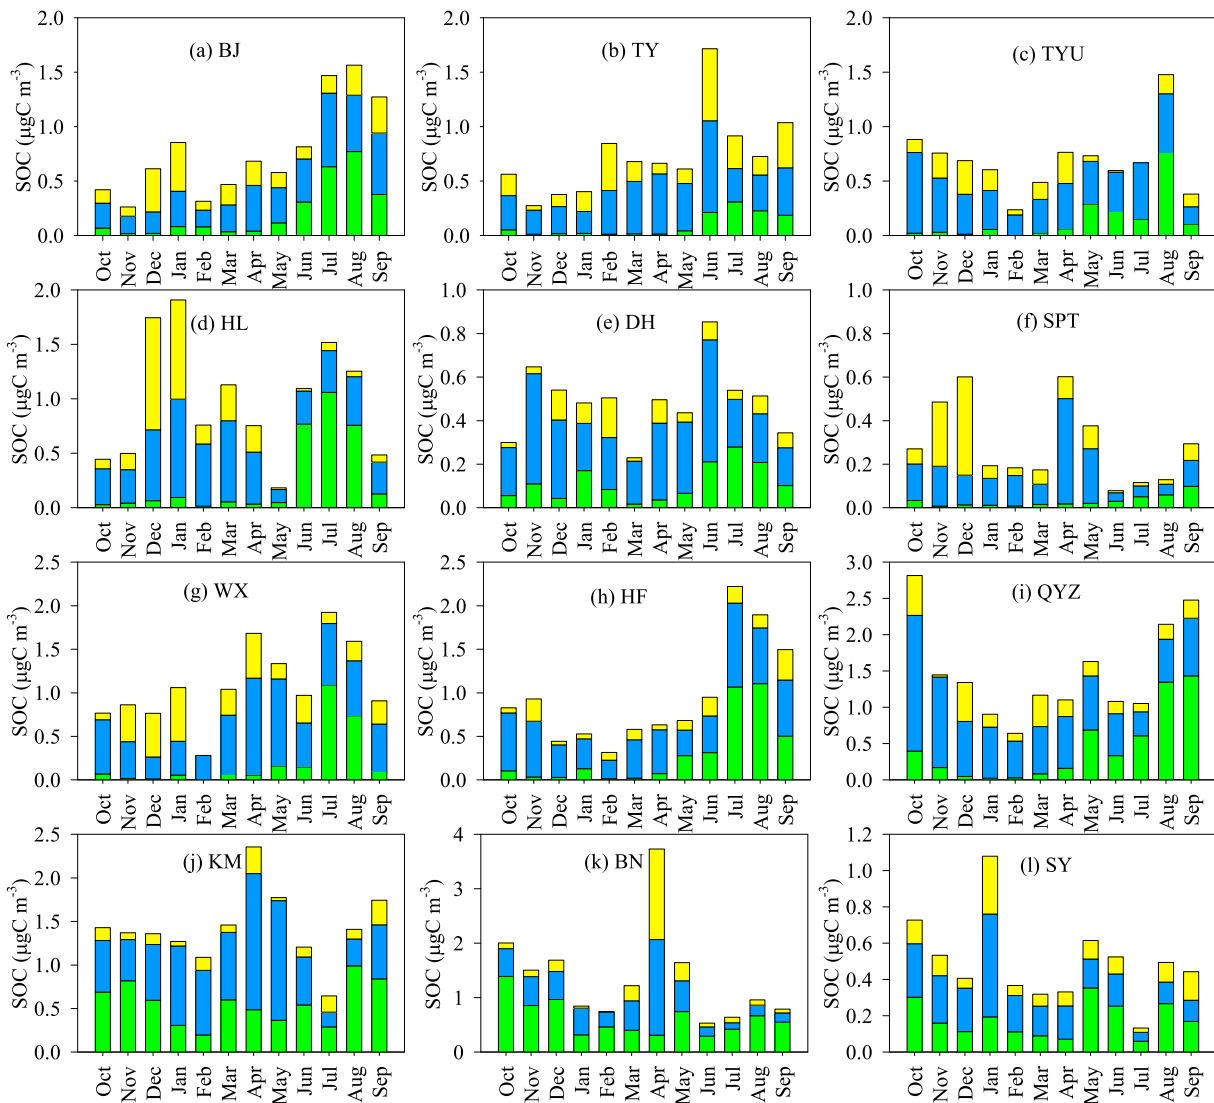 2.0
1.5
1.0
0.5
0.0
SOC (μgC m-3)
(a) BJ
Oct
Nov
Dec
Jan
Feb
Mar
Apr
May
Jun
Jul
Aug
Sep
2.0
1.5
1.0
0.5
0.0
SOC (μgC m-3)
(b) TY
Oct
Nov
Dec
Jan
Feb
Mar
Apr
May
Jun
Jul
Aug
Sep
2.0
1.5
1.0
0.5
0.0
SOC (μgC m-3)
(c) TYU
Oct
Nov
Dec
Jan
Feb
Mar
Apr
May
Jun
Jul
Aug
Sep
2.0
1.5
1.0
0.5
0.0
SOC (μgC m-3)
(d) HL
Oct
Nov
Dec
Jan
Feb
Mar
Apr
May
Jun
Jul
Aug
Sep
1.0
0.8
0.6
0.4
0.2
0.0
SOC (μgC m-3)
(e) DH
Oct
Nov
Dec
Jan
Feb
Mar
Apr
May
Jun
Jul
Aug
Sep
1.0
0.8
0.6
0.4
0.2
0.0
SOC (μgC m-3)
(f) SPT
Oct
Nov
Dec
Jan
Feb
Mar
Apr
May
Jun
Jul
Aug
Sep
2.5
2.0
1.5
1.0
0.5
0.0
SOC (μgC m-3)
(g) WX
Oct
Nov
Dec
Jan
Feb
Mar
Apr
May
Jun
Jul
Aug
Sep
2.5
2.0
1.5
1.0
0.5
0.0
SOC (μgC m-3)
(h) HF
Oct
Nov
Dec
Jan
Feb
Mar
Apr
May
Jun
Jul
Aug
Sep
3.0
2.5
2.0
1.5
1.0
0.5
0.0
SOC (μgC m-3)
(i) QYZ
Oct
Nov
Dec
Jan
Feb
Mar
Apr
May
Jun
Jul
Aug
Sep
2.5
2.0
1.5
1.0
0.5
0.0
SOC (μgC m-3)
(j) KM
Oct
Nov
Dec
Jan
Feb
Mar
Apr
May
Jun
Jul
Aug
Sep
4
3
2
1
0
SOC (μgC m-3)
(k) BN
Oct
Nov
Dec
Jan
Feb
Mar
Apr
May
Jun
Jul
Aug
Sep
1.2
1.0
0.8
0.6
0.4
0.2
0.0
SOC (μgC m-3)
(l) SY
Oct
Nov
Dec
Jan
Feb
Mar
Apr
May
Jun
Jul
Aug
Sep